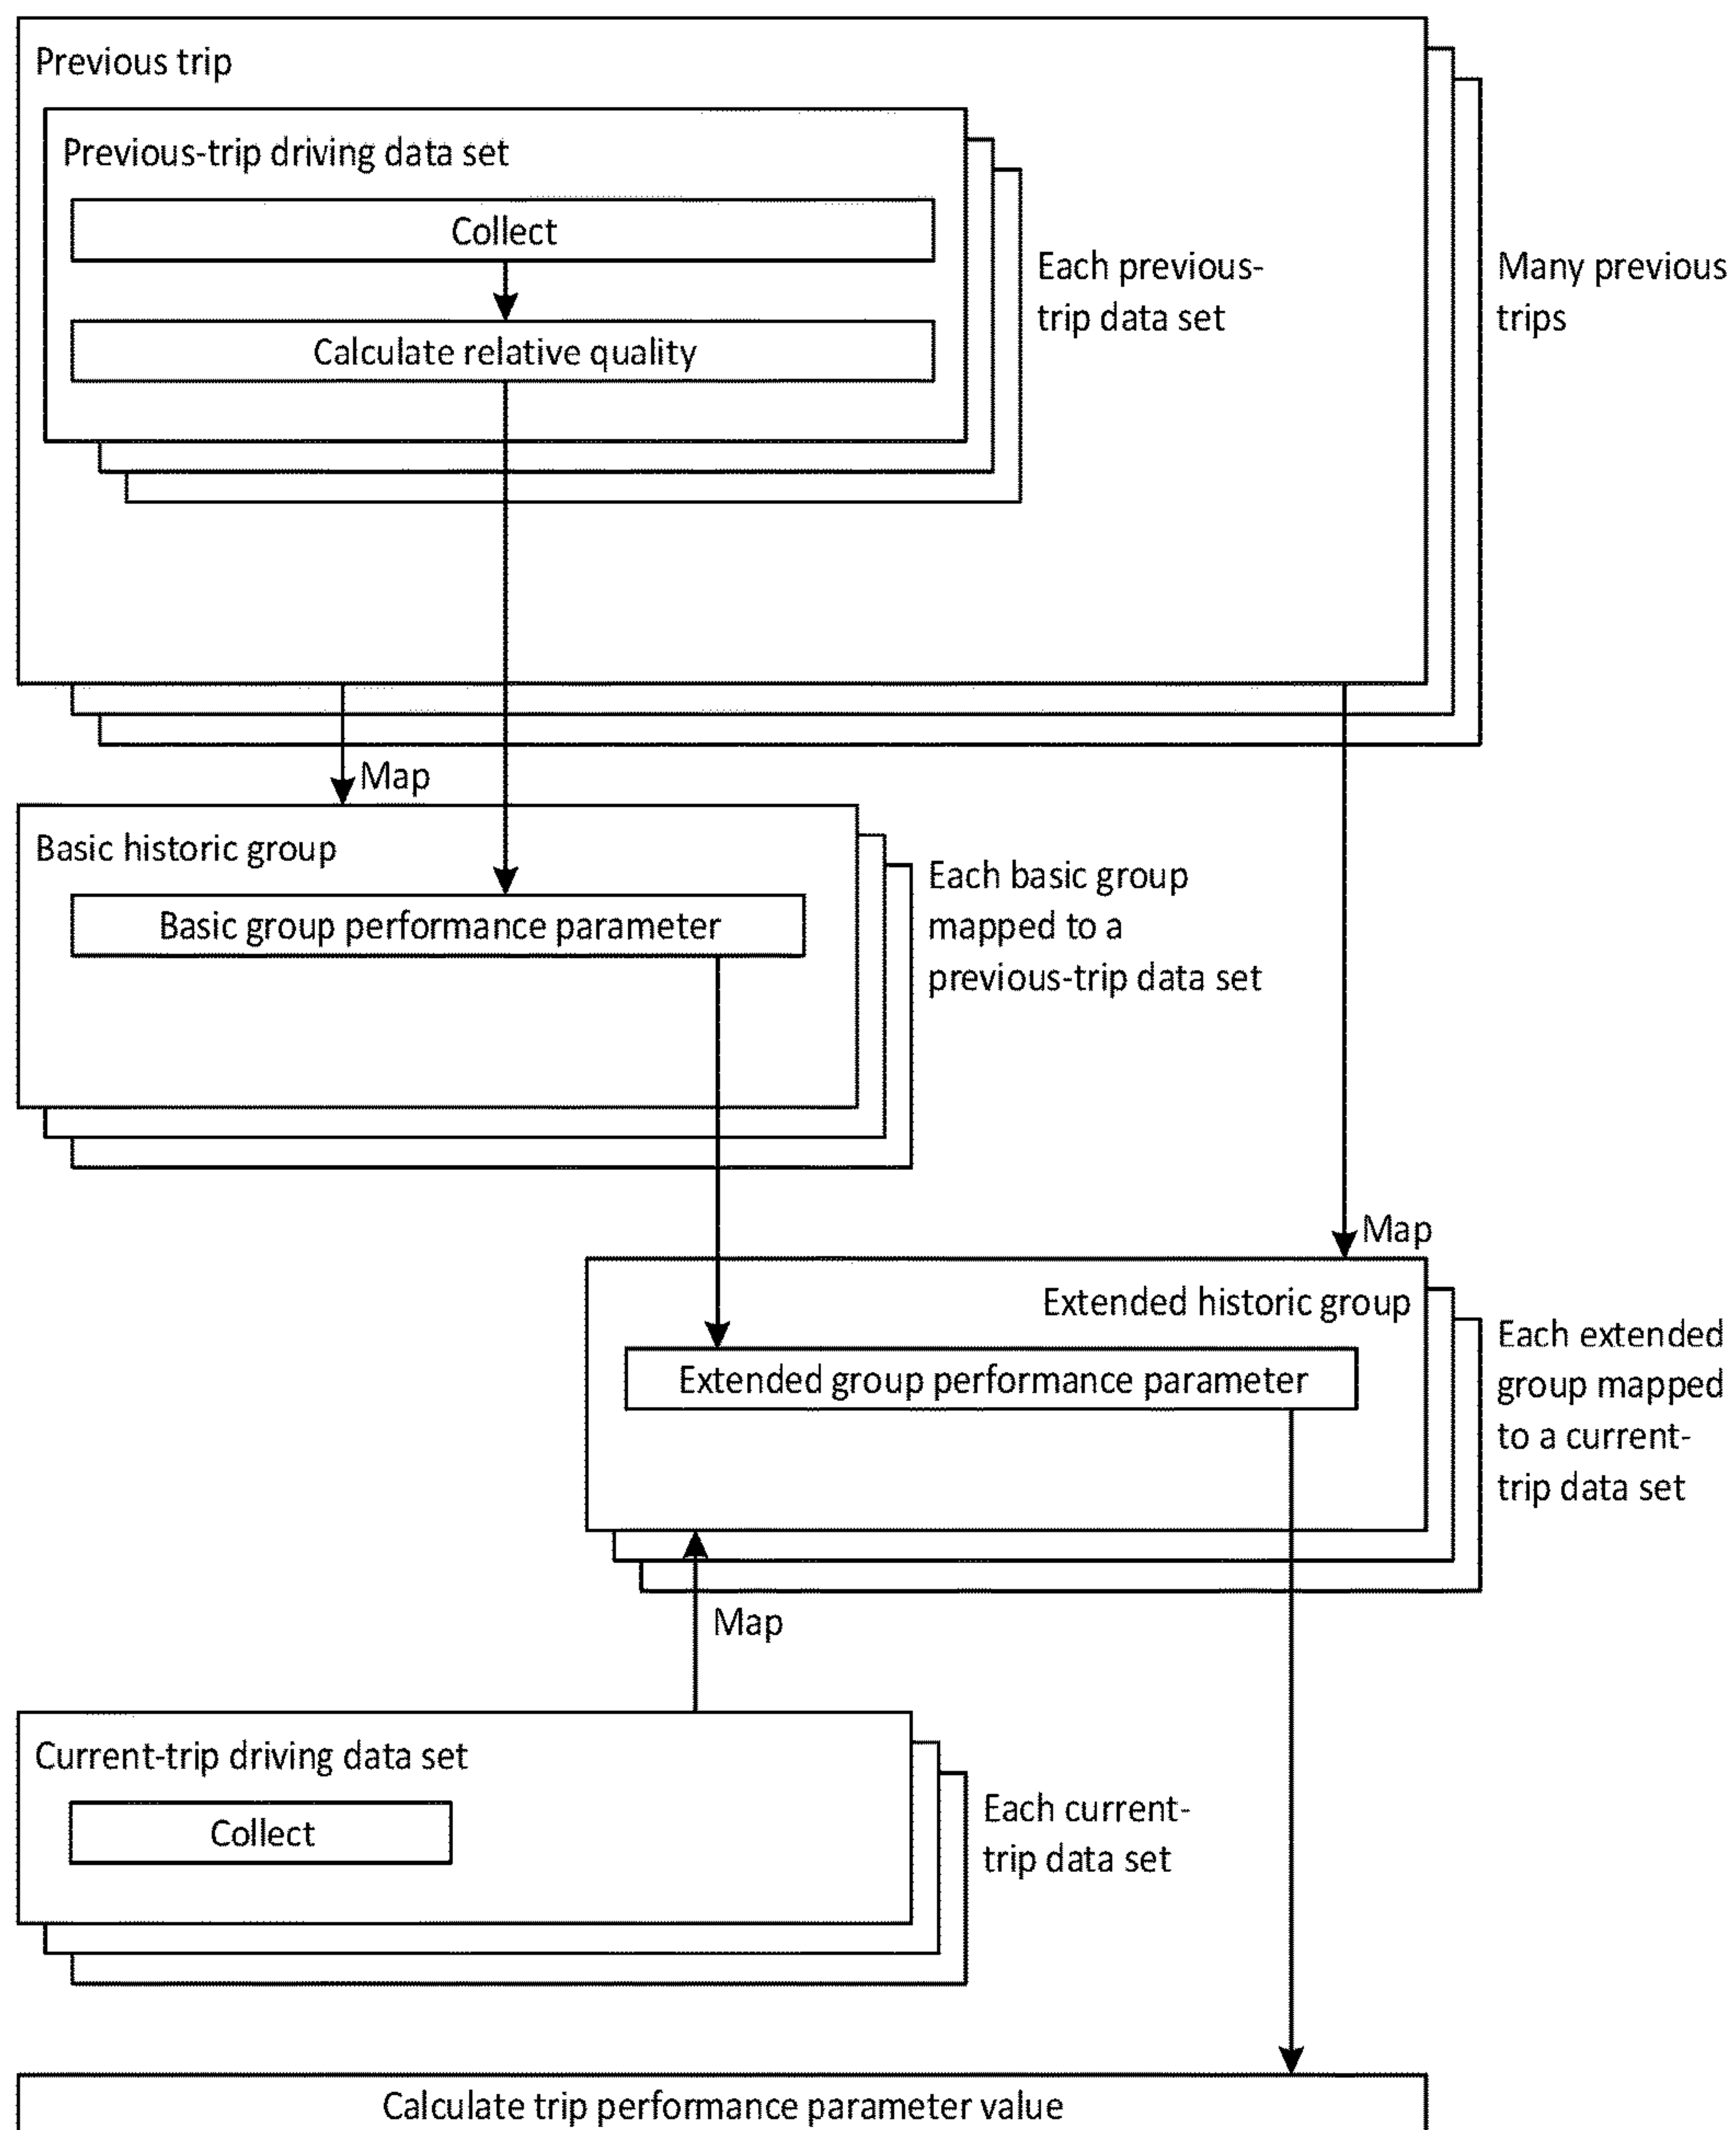 Previous trip
Previous-trip driving data set
Collect
Each previous-
trip data set
Many previous
trips
Calculate relative quality
Map
Basic historic group
Each basic group
mapped to a
previous-trip data set
Basic group performance parameter
Map
Extended historic group
Each extended
group mapped
to a current-
trip data set
Extended group performance parameter
Map
Current-trip driving data set
Collect
Each current-
trip data set
Calculate trip performance parameter value